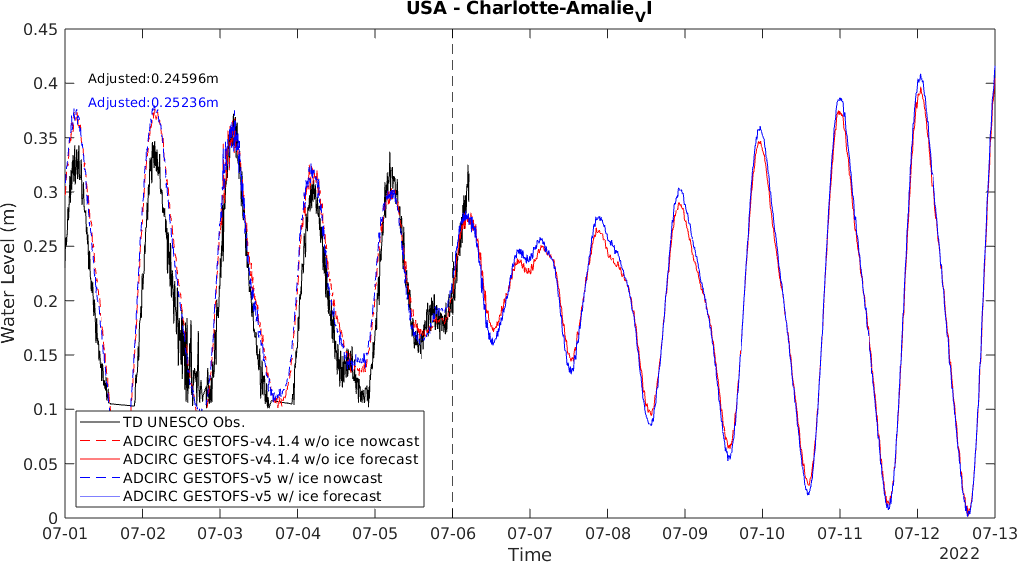 USA - Charlotte-Amalie_VI
0.45
0.4
0.35
0.3
0.25
0.2
0.15
0.1
0.05
0
Water Level (m)
Adjusted:0.24596m
Adjusted:0.25236m
TD UNESCO Obs.
ADCIRC GESTOFS-v4.1.4 w/o ice nowcast
ADCIRC GESTOFS-v4.1.4 w/o ice forecast
ADCIRC GESTOFS-v5 w/ ice nowcast
ADCIRC GESTOFS-v5 w/ ice forecast
07-01 07-02 07-03 07-04 07-05 07-06 07-07 07-08 07-09 07-10 07-11 07-12 07-13
Time
2022